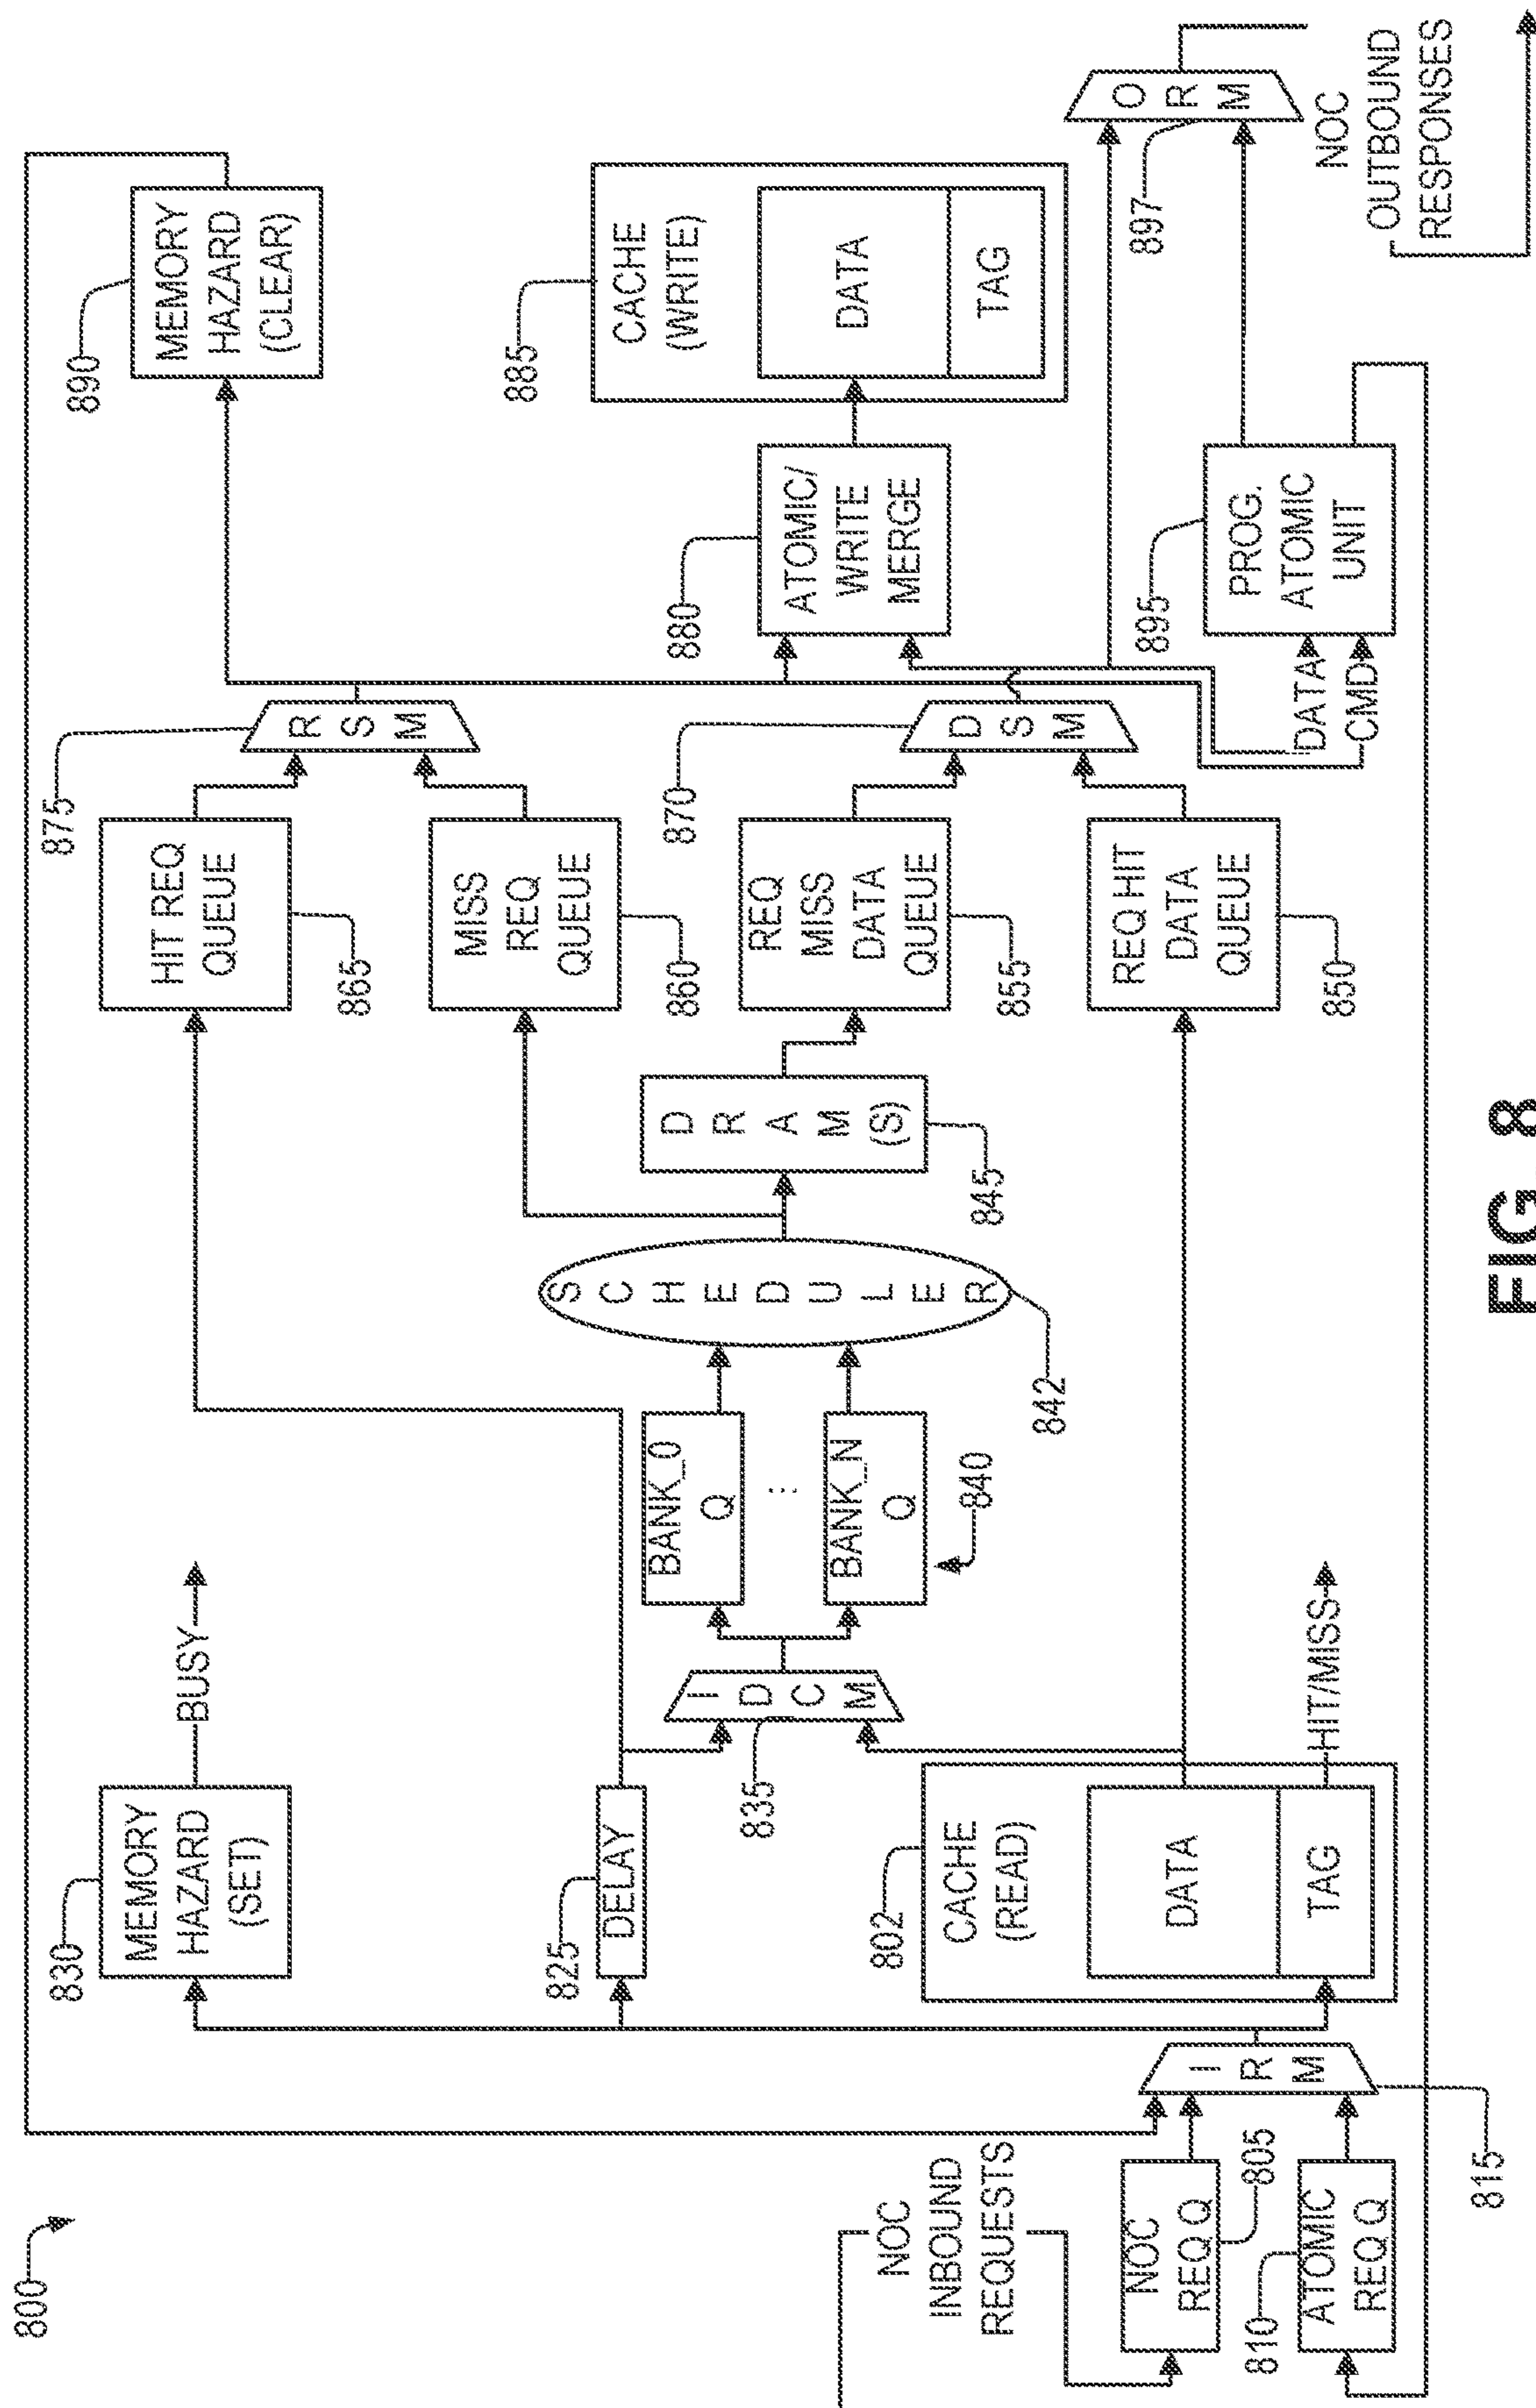 800
NOC
INBOUND
REQUESTS
NOC
REQ Q
805
810
ATOMIC
REQ Q
I
R
M
815
830
MEMORY
HAZARD
(SET)
BUSY
825
DELAY
802
CACHE
(READ)
DATA
TAG
HIT/MISS
835
I
D
C
M
BANK_0
Q
⋮
BANK_N
Q
840
S
C
H
E
D
U
L
E
R
842
D
R
A
M
(S)
845
HIT REQ
QUEUE
865
MISS
REQ
QUEUE
860
REQ
MISS
DATA
QUEUE
855
REQ HIT
DATA
QUEUE
850
875
R
S
M
870
D
S
M
DATA
CMD
890
MEMORY
HAZARD
(CLEAR)
880
ATOMIC/
WRITE
MERGE
885
CACHE
(WRITE)
DATA
TAG
895
PROG.
ATOMIC
UNIT
897
O
R
M
NOC
OUTBOUND
RESPONSES
FIG. 8